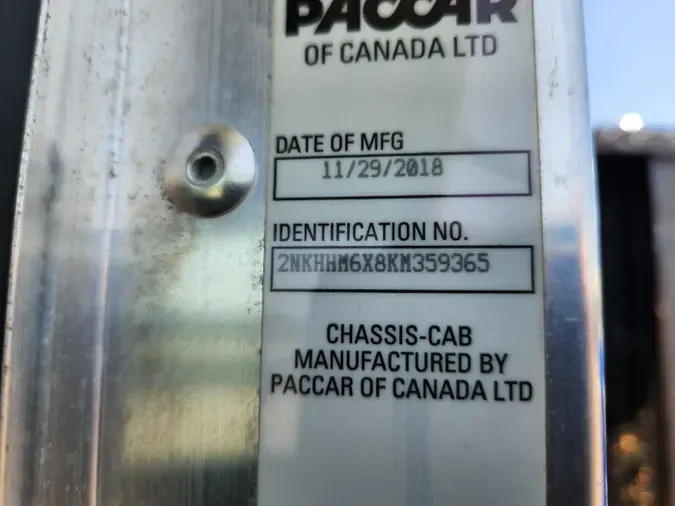 PACCAR
OF CANADA LTD
DATE OF MFG
11/29/2018
IDENTIFICATION NO.
2NKHHM6X8KM359365
CHASSIS-CAB
MANUFACTURED BY
PACCAR OF CANADA LTD